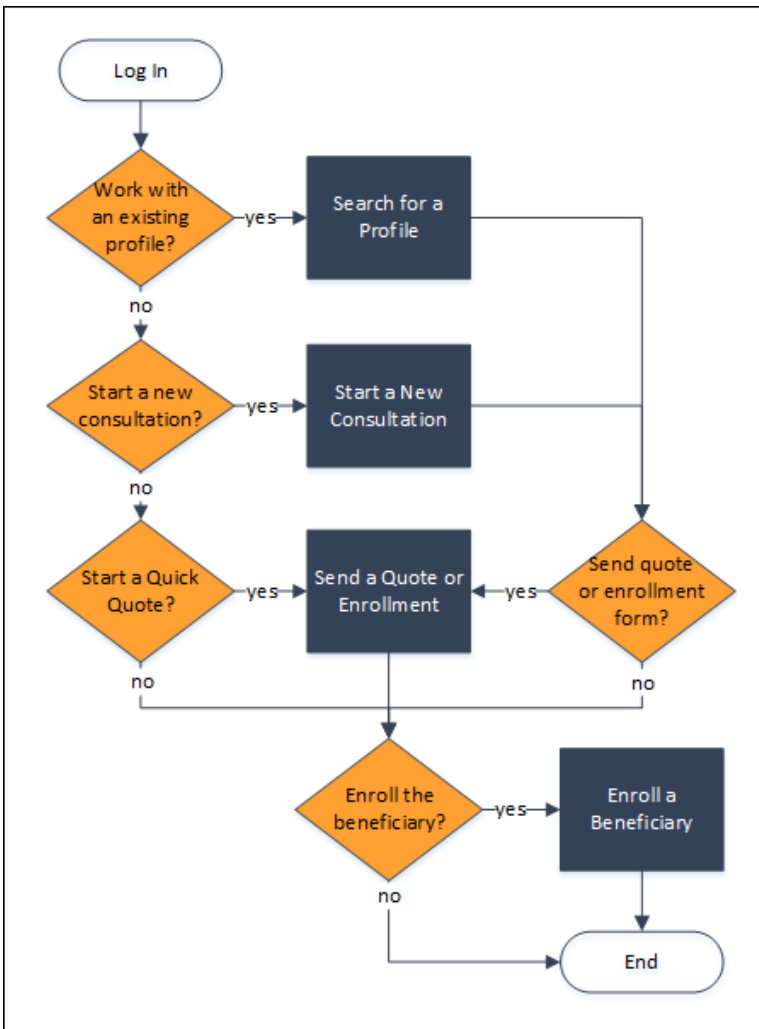 Log In
Work with
an existing
profile?
yes
Search for a
Profile
no
Start a new
consultation?
yes
Start a New
Consultation
no
Start a Quick
Quote?
yes
Send a Quote or
Enrollment
yes
Send quote
or enrollment
form?
no
no
Enroll the
beneficiary?
yes
Enroll a
Beneficiary
no
End